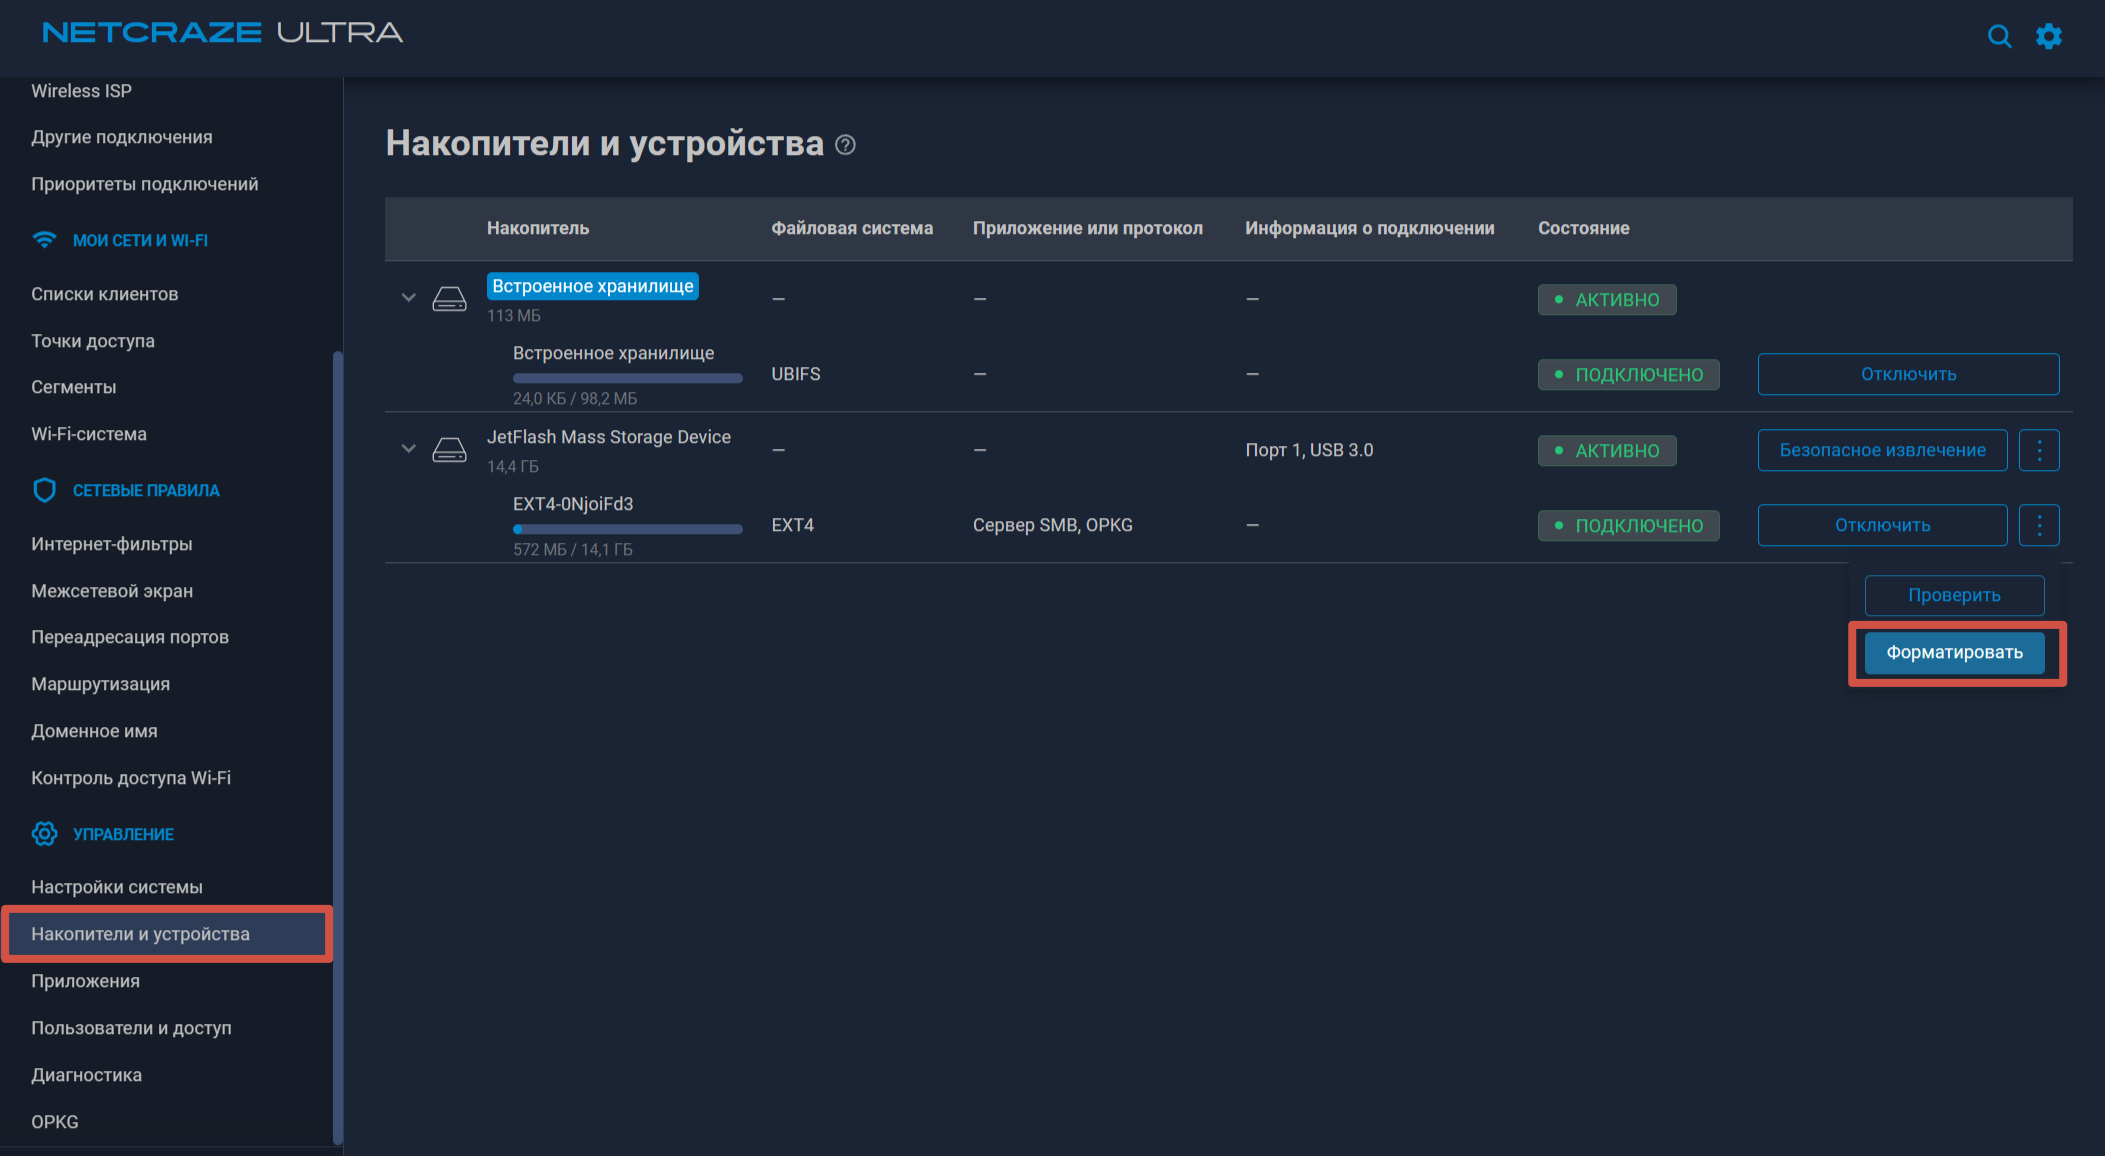 NETCRAZE ULTRA
Wireless ISP
Другие подключения
Приоритеты подключений
МОИ СЕТИ И WI-FI
Списки клиентов
Точки доступа
Сегменты
Wi-Fi-система
СЕТЕВЫЕ ПРАВИЛА
Интернет-фильтры
Межсетевой экран
Переадресация портов
Маршрутизация
Доменное имя
Контроль доступа Wi-Fi
УПРАВЛЕНИЕ
Настройки системы
Накопители и устройства
Приложения
Пользователи и доступ
Диагностика
OPKG
Накопители и устройства ?
Накопитель Файловая система Приложение или протокол Информация о подключении Состояние
Встроенное хранилище — — — АКТИВНО
113 МБ
Встроенное хранилище
UBIFS — — ПОДКЛЮЧЕНО Отключить
24,0 КБ / 98,2 МБ
JetFlash Mass Storage Device — — Порт 1, USB 3.0 АКТИВНО Безопасное извлечение
14,4 ГБ
EXT4-0NjoiFd3
EXT4 Сервер SMB, OPKG — ПОДКЛЮЧЕНО Отключить
572 МБ / 14,1 ГБ
Проверить
Форматировать